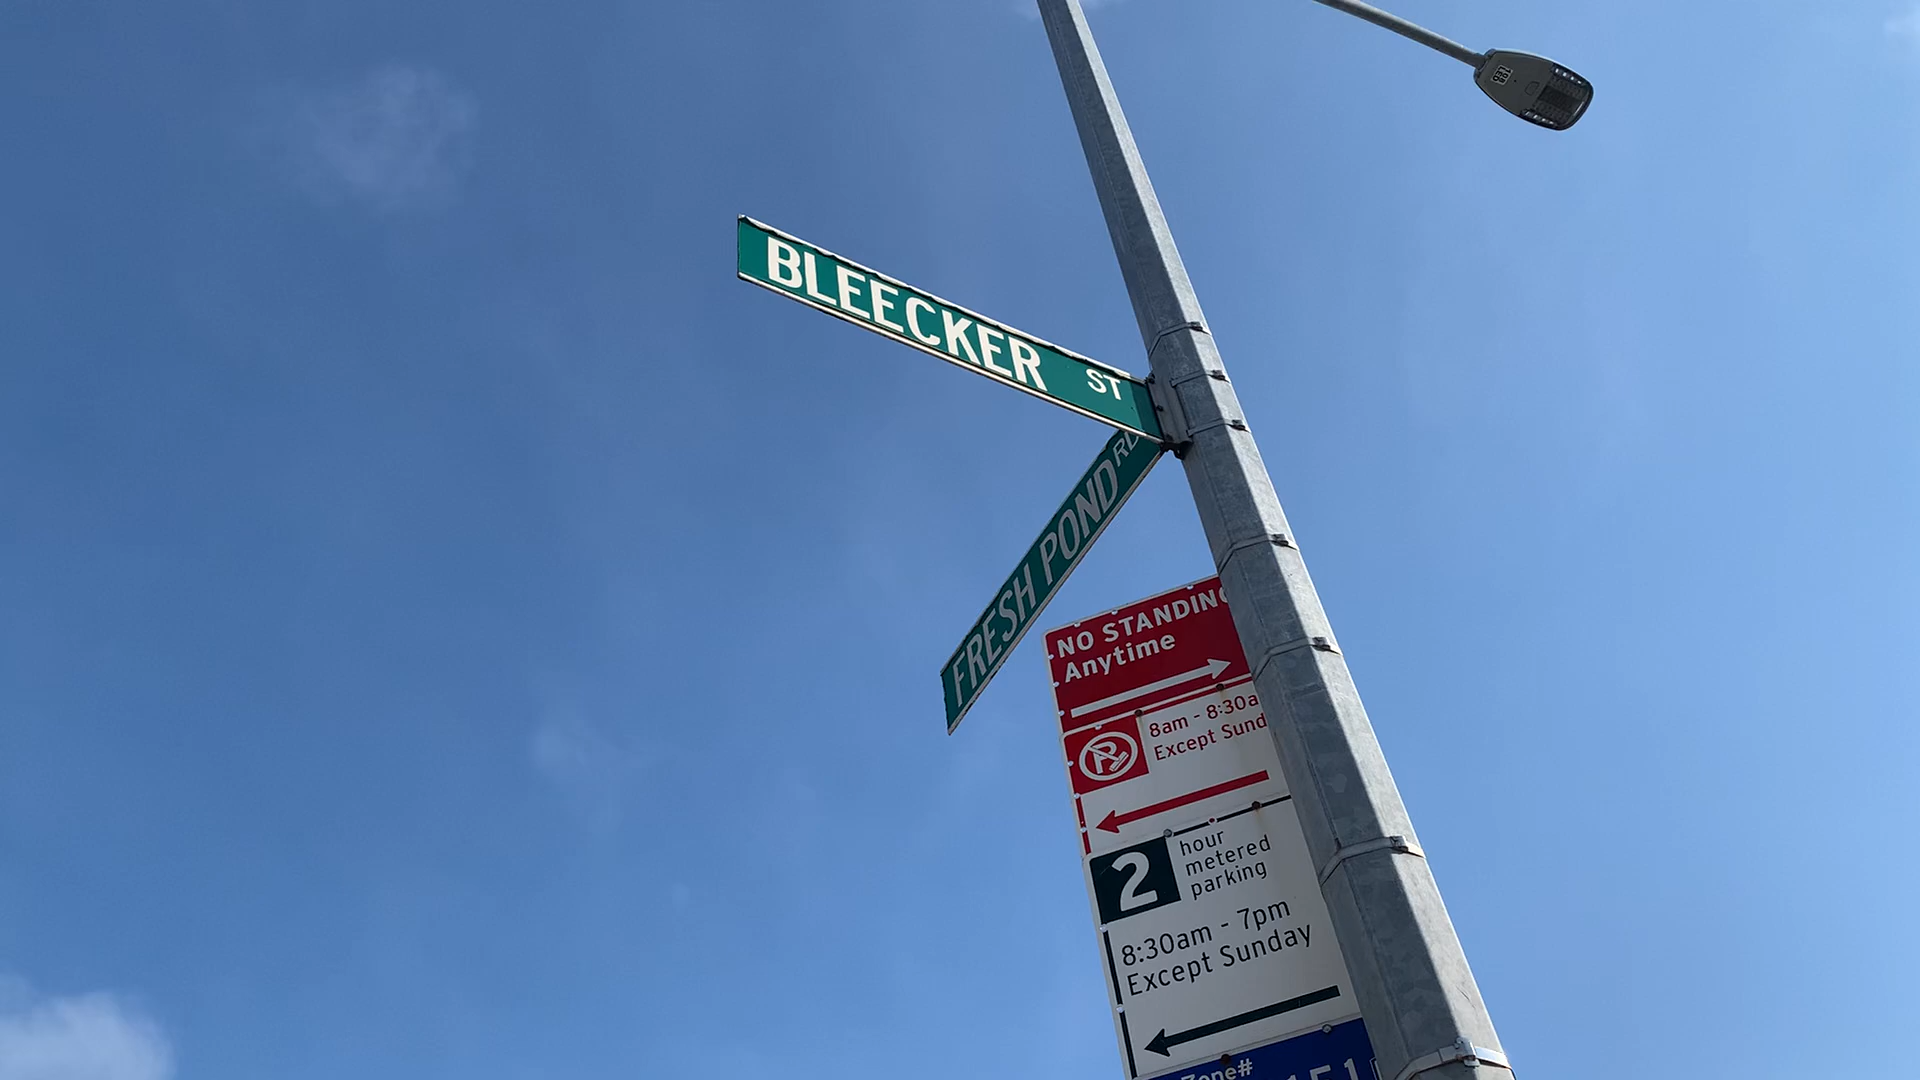 BLEECKER ST
FRESH POND RD
NO STANDING
Anytime
8am - 8:30a
Except Sund
2
hour
metered
parking
8:30am - 7pm
Except Sunday
Zone#